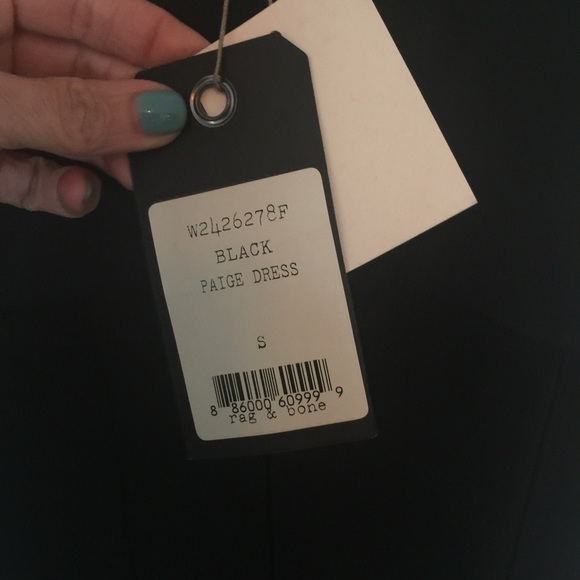 W2426278F
BLACK
PAIGE DRESS
S
8 86000 60999 9
rag & bone